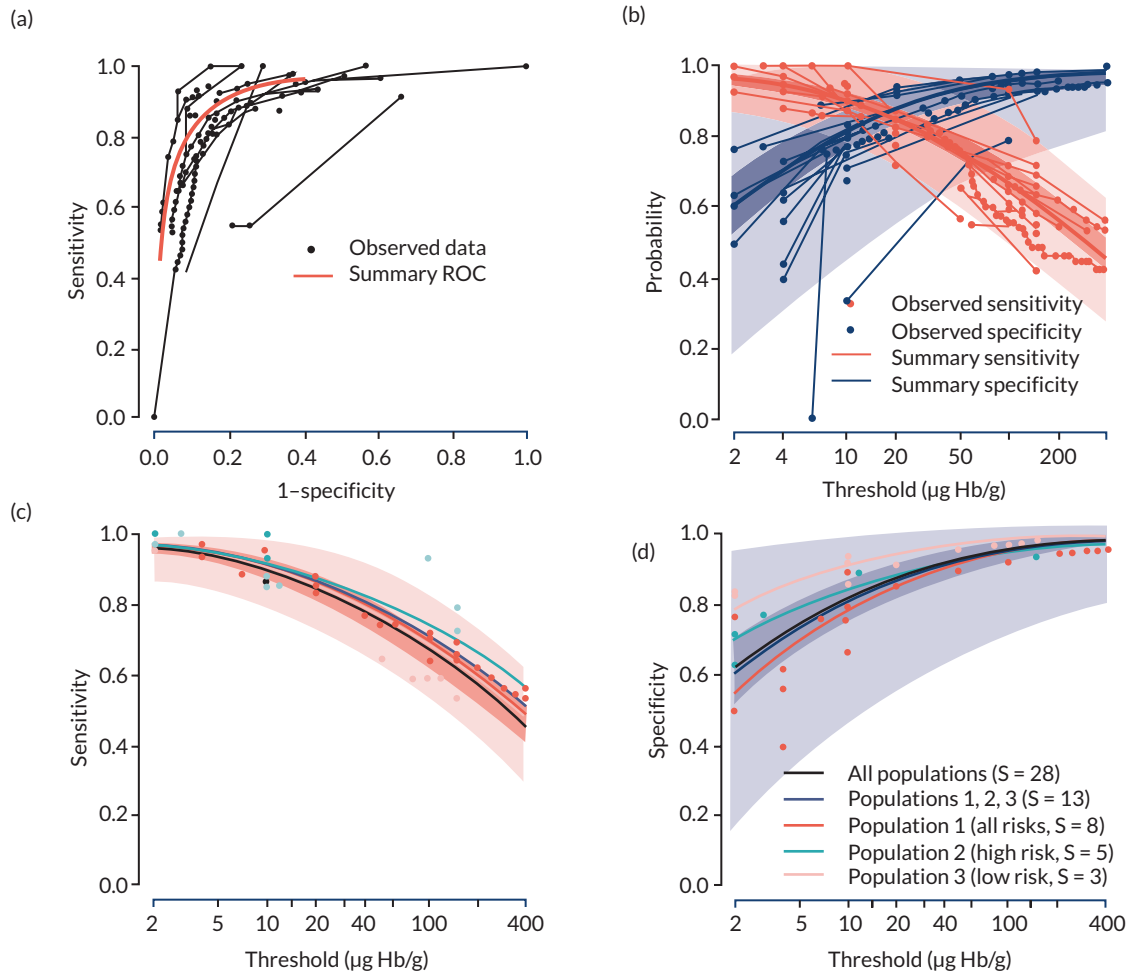 (a)
1.0
0.8
0.6
0.4
0.2
0.0
Sensitivity
Observed data
Summary ROC
0.0 0.2 0.4 0.6 0.8 1.0
1–specificity
(b)
1.0
0.8
0.6
0.4
0.2
0.0
Probability
Observed sensitivity
Observed specificity
Summary sensitivity
Summary specificity
2 4 10 20 50 200
Threshold (µg Hb/g)
(c)
1.0
0.8
0.6
0.4
0.2
0.0
Sensitivity
2 5 10 20 40 100 400
Threshold (µg Hb/g)
(d)
1.0
0.8
0.6
0.4
0.2
0.0
Specificity
All populations (S = 28)
Populations 1, 2, 3 (S = 13)
Population 1 (all risks, S = 8)
Population 2 (high risk, S = 5)
Population 3 (low risk, S = 3)
2 5 10 20 40 100 400
Threshold (µg Hb/g)